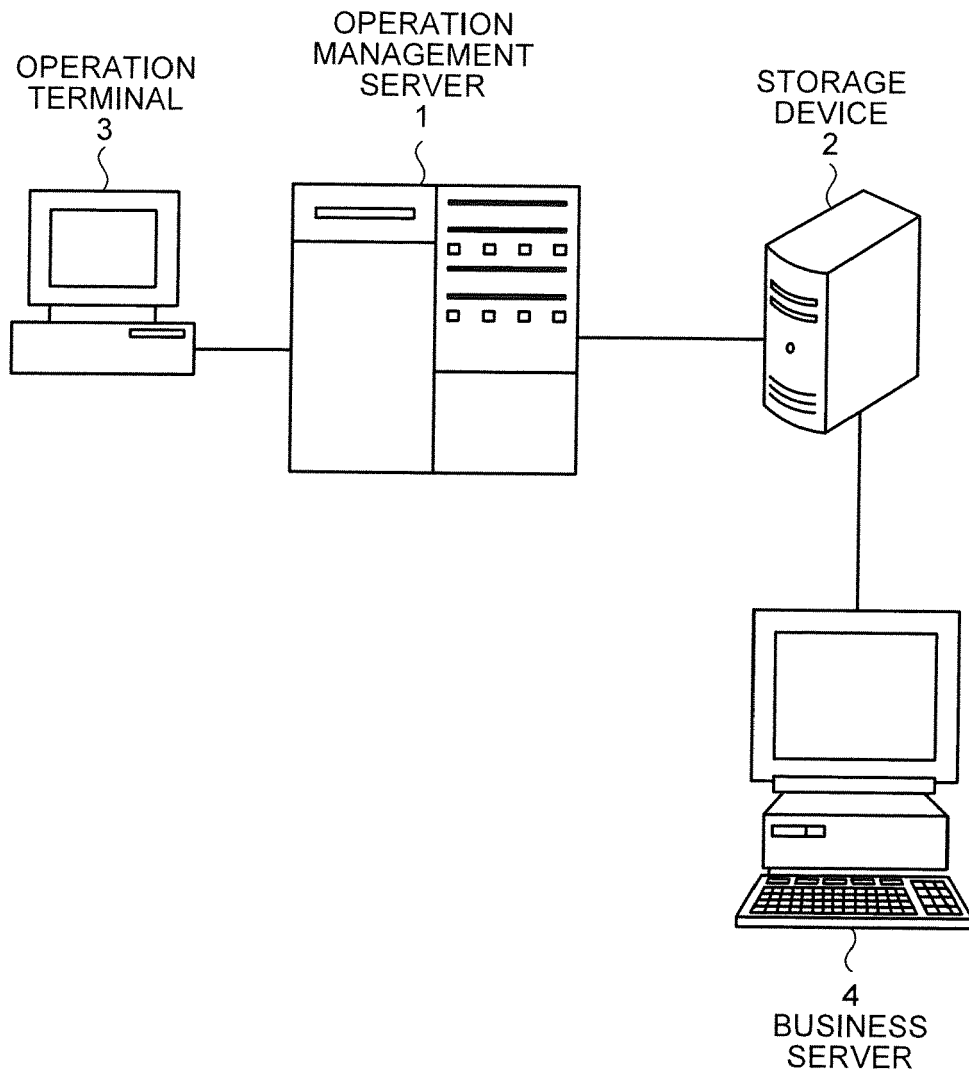 OPERATION
TERMINAL
3
OPERATION
MANAGEMENT
SERVER
1
STORAGE
DEVICE
2
4
BUSINESS
SERVER